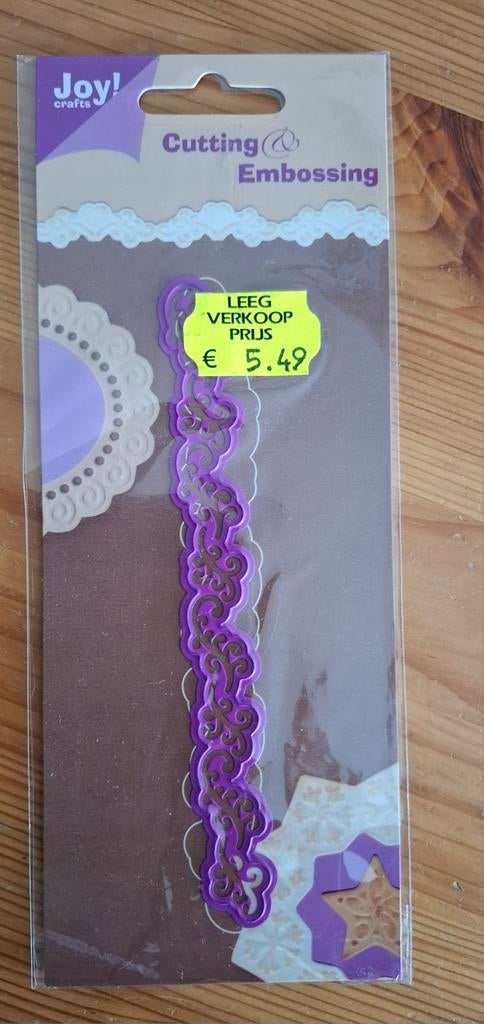 Joy!
crafts
Cutting &
Embossing
LEEG
VERKOOP
PRIJS
€ 5.49